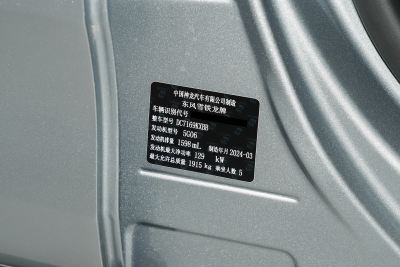 中国神龙汽车有限公司制造
东风雪铁龙牌
车辆识别代号
整车型号 DC7169KXBB
发动机型号 5G06
发动机排量 1598 mL 制造年月 2024-03
发动机最大净功率 129 kW
最大允许总质量 1915 kg 乘坐人数 5